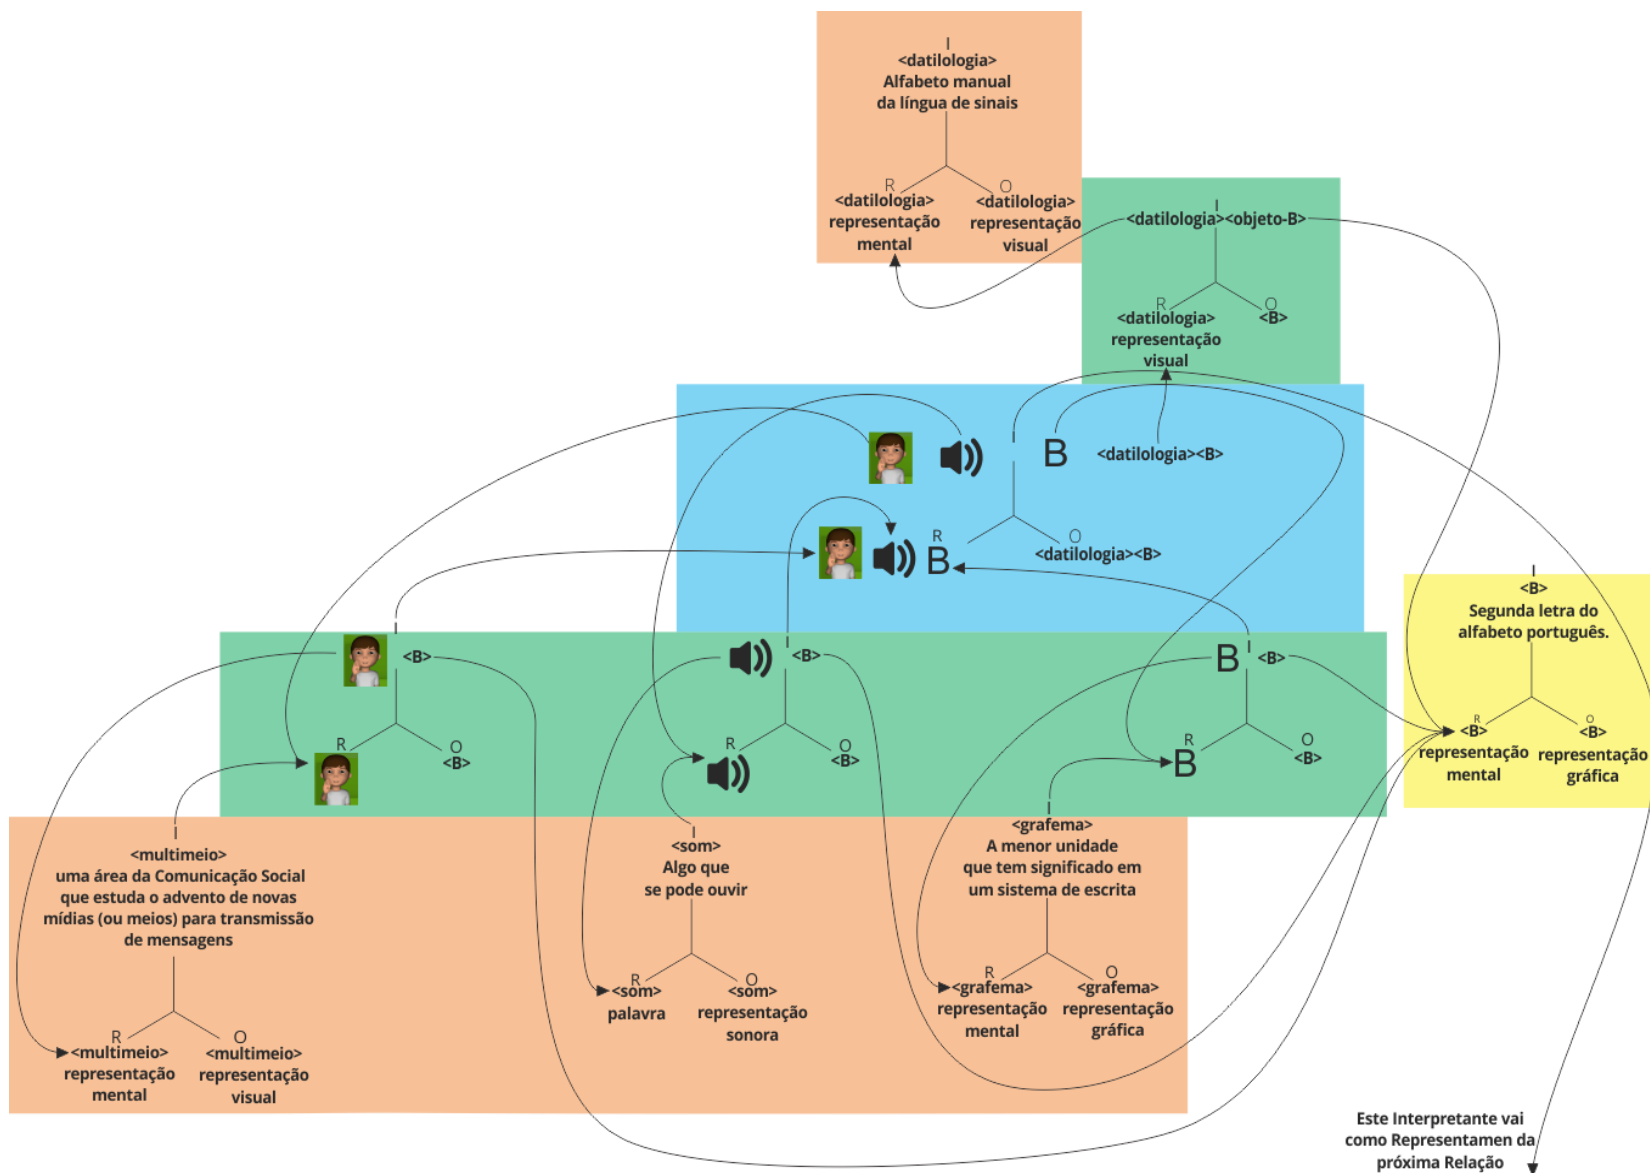 I
<datilologia>
Alfabeto manual
da língua de sinais
R
O
<datilologia>
representação
mental
<datilologia>
representação
visual
I
<datilologia><objeto-B>
R
O
<datilologia>
representação
visual
<B>
I
B
<datilologia><B>
R
O
B
<datilologia><B>
I
<B>
R
O
<B>
I
<B>
R
O
<B>
I
B
<B>
R
O
B
<B>
I
<B>
Segunda letra do
alfabeto português.
R
O
<B>
representação
mental
<B>
representação
gráfica
I
<multimeio>
uma área da Comunicação Social
que estuda o advento de novas
mídias (ou meios) para transmissão
de mensagens
R
O
<multimeio>
representação
mental
<multimeio>
representação
visual
I
<som>
Algo que
se pode ouvir
R
O
<som>
palavra
<som>
representação
sonora
I
<grafema>
A menor unidade
que tem significado em
um sistema de escrita
R
O
<grafema>
representação
mental
<grafema>
representação
gráfica
Este Interpretante vai
como Representamen da
próxima Relação